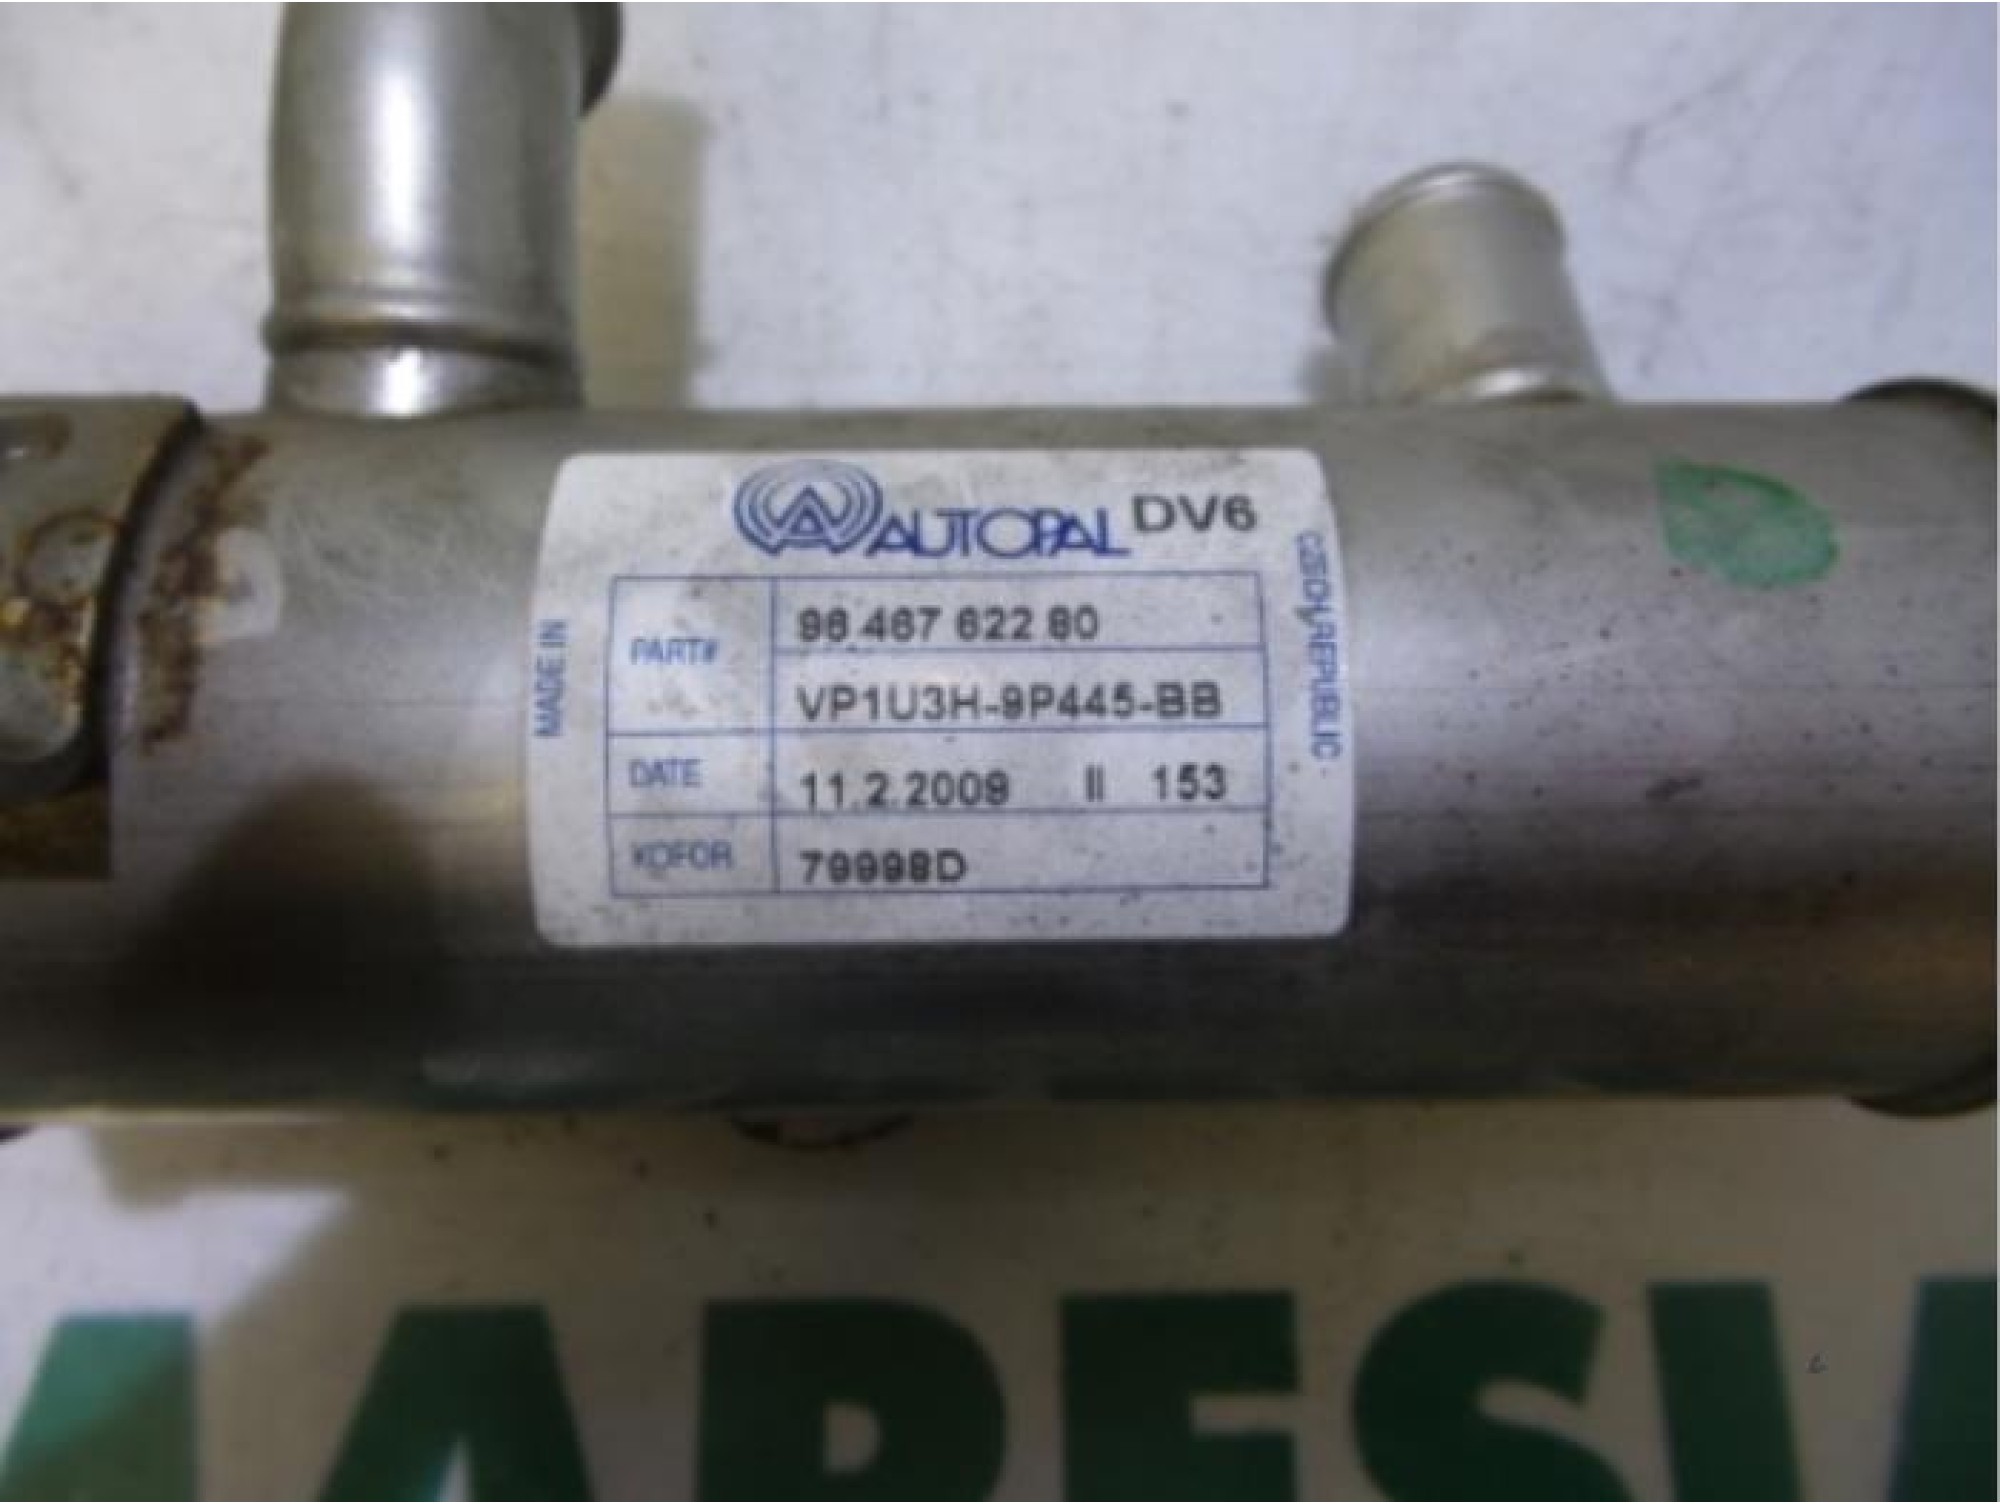 AUTOPAL DV6
MADE IN
CZECH REPUBLIC
PART#
96 467 622 80
VP1U3H-9P445-BB
DATE
11.2.2009 II 153
KOFOR
79998D